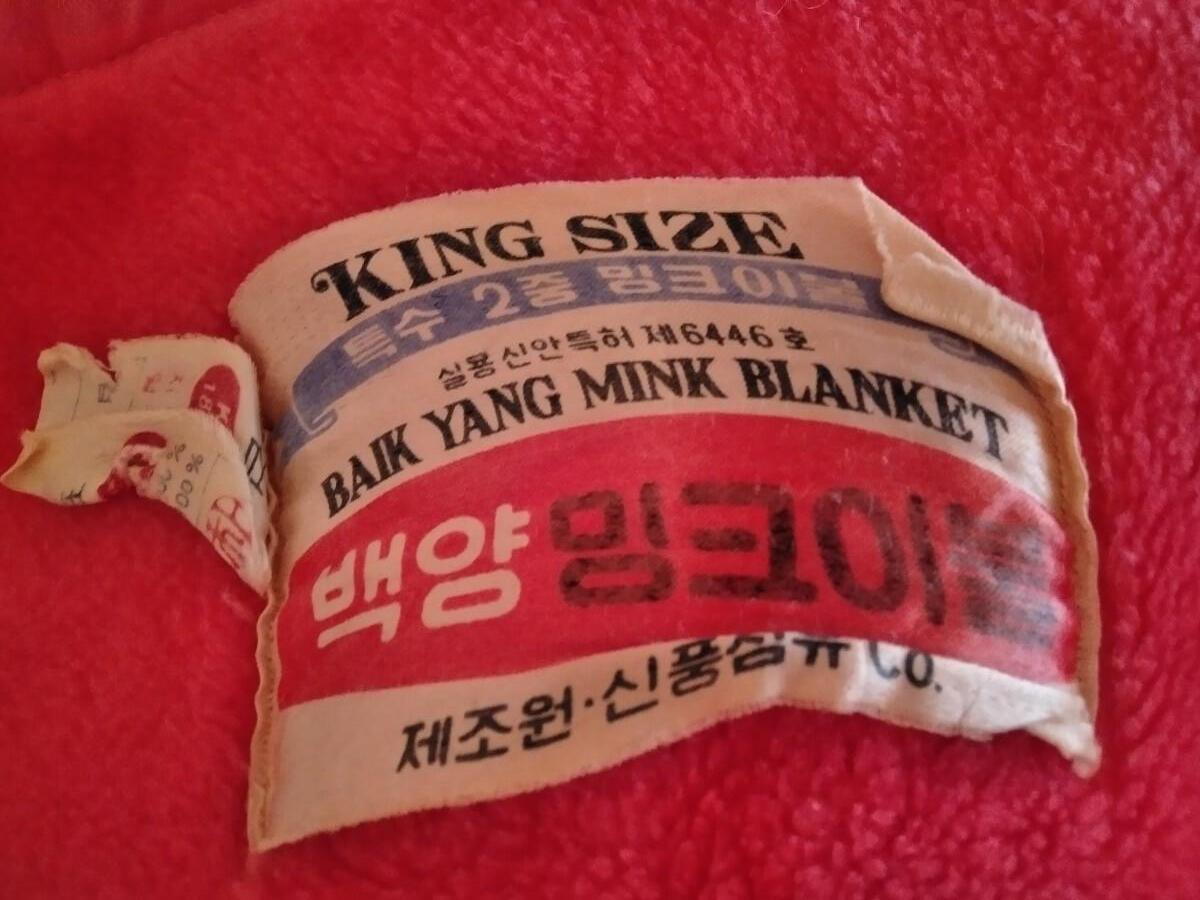 KING SIZE
특수 2중 밍크이불
실용신안특허 제6446호
BAIK YANG MINK BLANKET
백양 밍크이불
제조원·신풍섬유 Co.